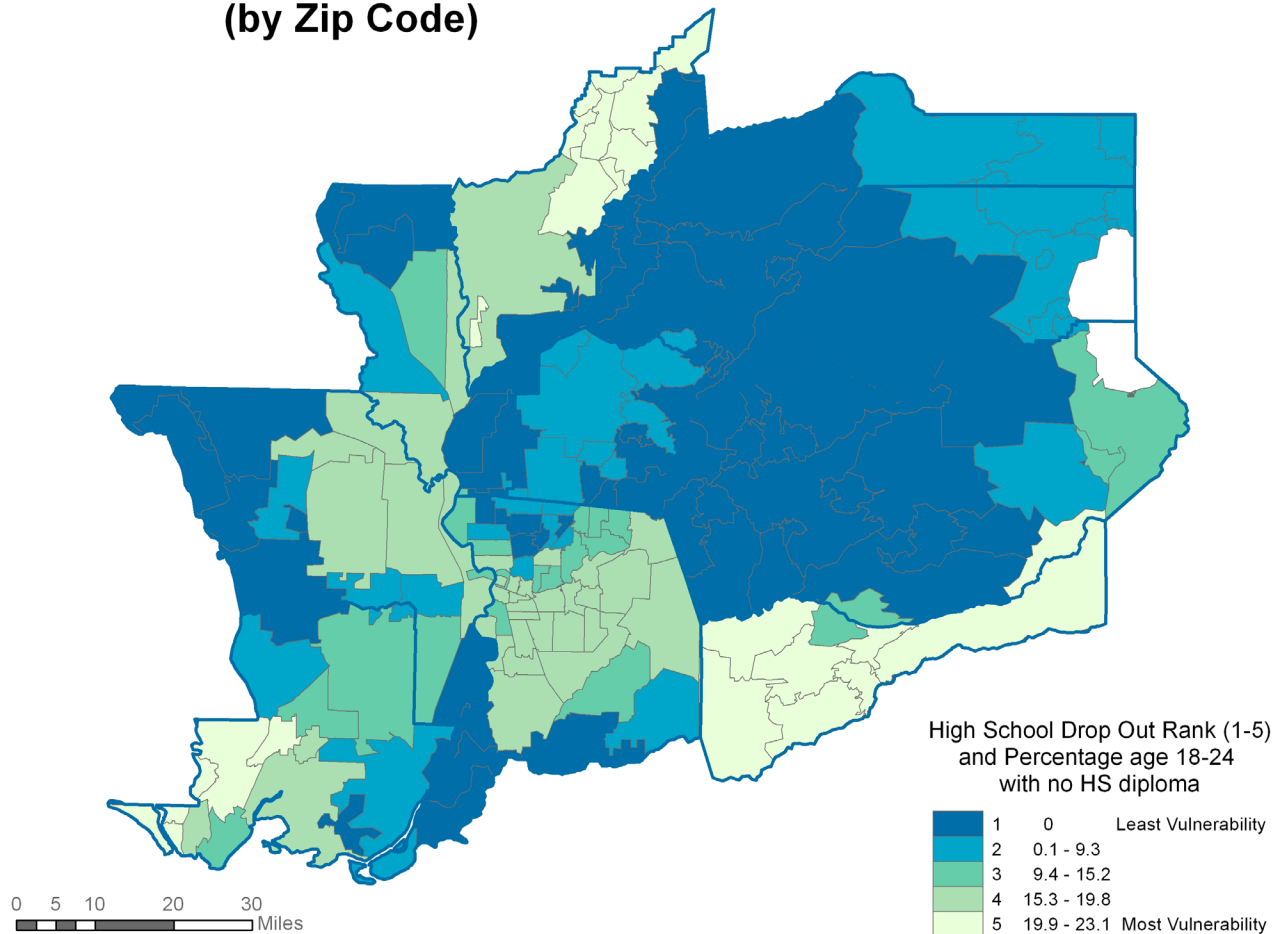 (by Zip Code)
High School Drop Out Rank (1-5)
and Percentage age 18-24
with no HS diploma
1 0 Least Vulnerability
2 0.1 - 9.3
3 9.4 - 15.2
4 15.3 - 19.8
5 19.9 - 23.1 Most Vulnerability
0 5 10 20 30
Miles